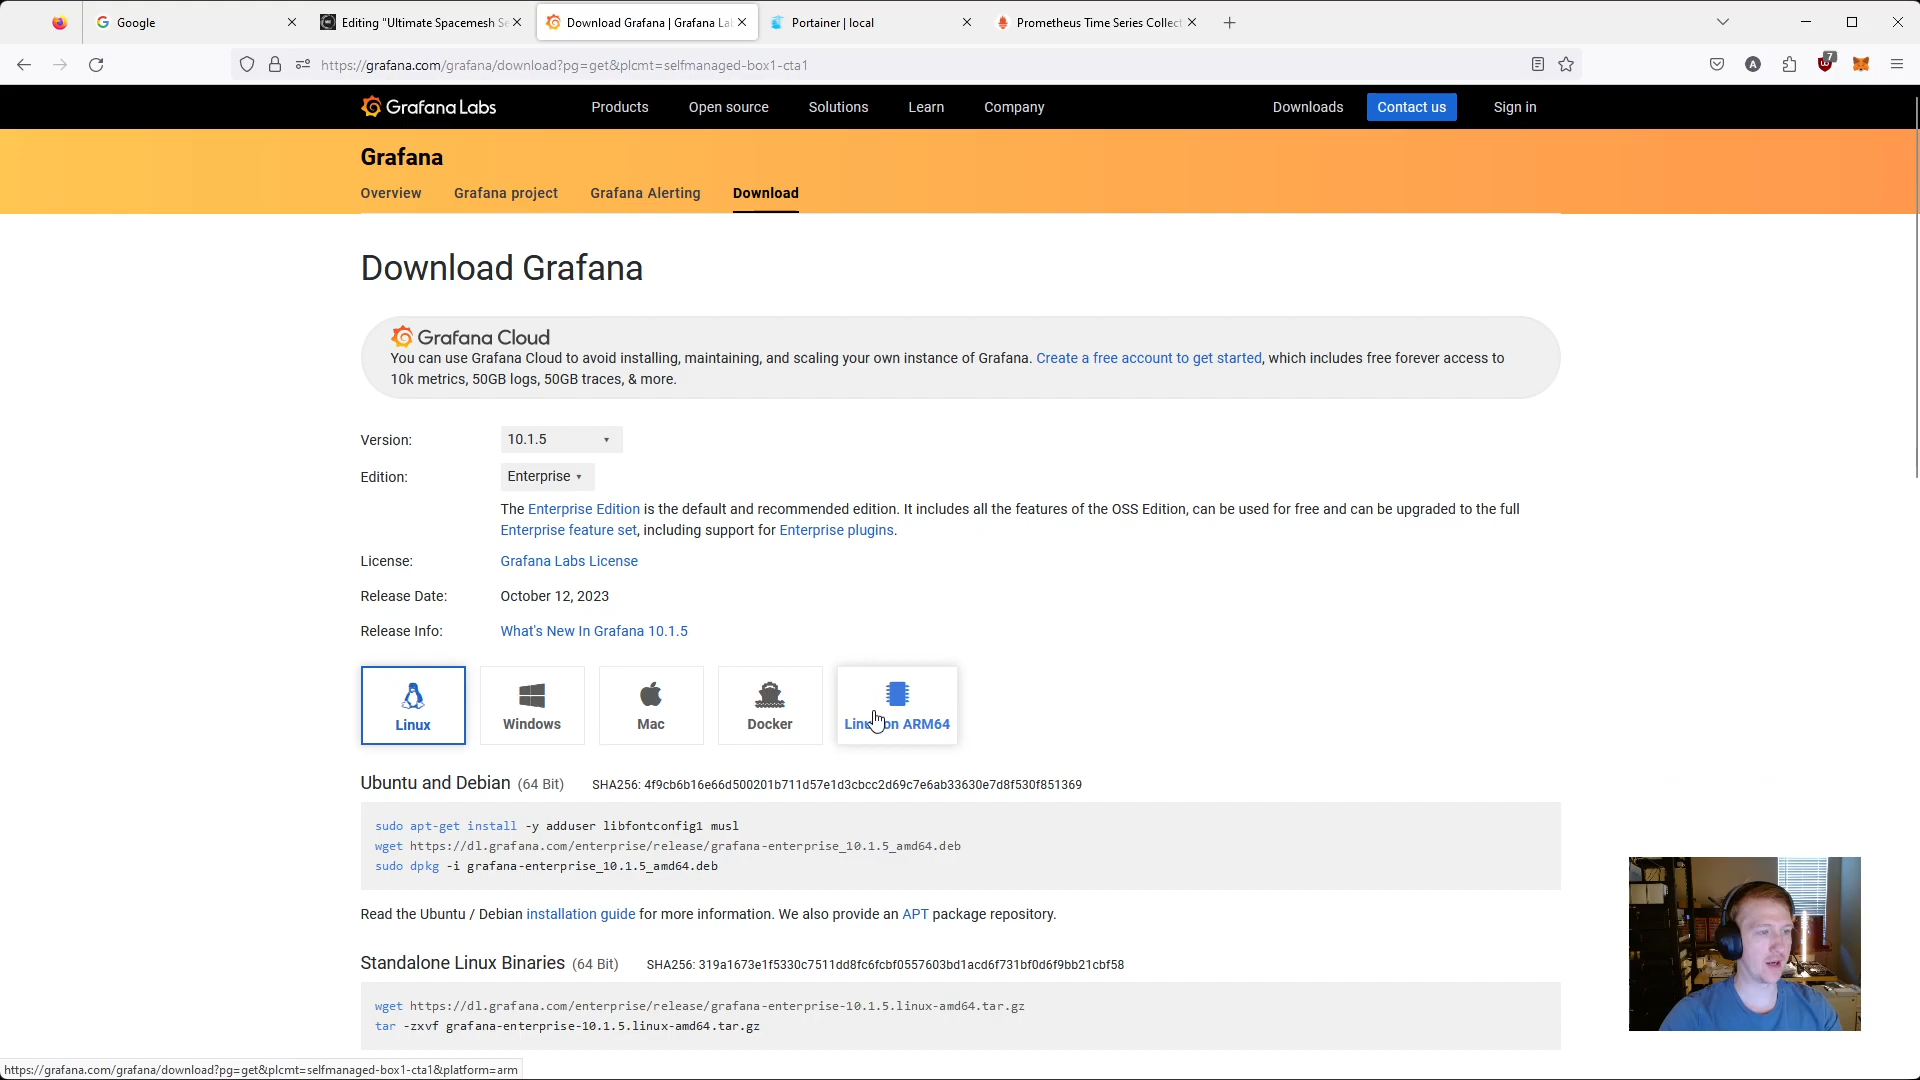 Google
Editing "Ultimate Spacemesh Se
Download Grafana | Grafana La
Portainer | local
Prometheus Time Series Collect
https://grafana.com/grafana/download?pg=get&plcmt=selfmanaged-box1-cta1
A
7
Grafana Labs
Products
Open source
Solutions
Learn
Company
Downloads
Contact us
Sign in
Grafana
Overview
Grafana project
Grafana Alerting
Download
Download Grafana
Grafana Cloud
You can use Grafana Cloud to avoid installing, maintaining, and scaling your own instance of Grafana. Create a free account to get started, which includes free forever access to
10k metrics, 50GB logs, 50GB traces, & more.
Version: 10.1.5
Edition: Enterprise
The Enterprise Edition is the default and recommended edition. It includes all the features of the OSS Edition, can be used for free and can be upgraded to the full
Enterprise feature set, including support for Enterprise plugins.
License: Grafana Labs License
Release Date: October 12, 2023
Release Info: What's New In Grafana 10.1.5
Linux
Windows
Mac
Docker
Linux on ARM64
Ubuntu and Debian (64 Bit) SHA256: 4f9cb6b16e66d500201b711d57e1d3cbcc2d69c7e6ab33630e7d8f530f851369
sudo apt-get install -y adduser libfontconfig1 musl
wget https://dl.grafana.com/enterprise/release/grafana-enterprise_10.1.5_amd64.deb
sudo dpkg -i grafana-enterprise_10.1.5_amd64.deb
Read the Ubuntu / Debian installation guide for more information. We also provide an APT package repository.
Standalone Linux Binaries (64 Bit) SHA256: 319a1673e1f5330c7511dd8fc6fcbf0557603bd1acd6f731bf0d6f9bb21cbf58
wget https://dl.grafana.com/enterprise/release/grafana-enterprise-10.1.5.linux-amd64.tar.gz
tar -zxvf grafana-enterprise-10.1.5.linux-amd64.tar.gz
https://grafana.com/grafana/download?pg=get&plcmt=selfmanaged-box1-cta1&platform=arm